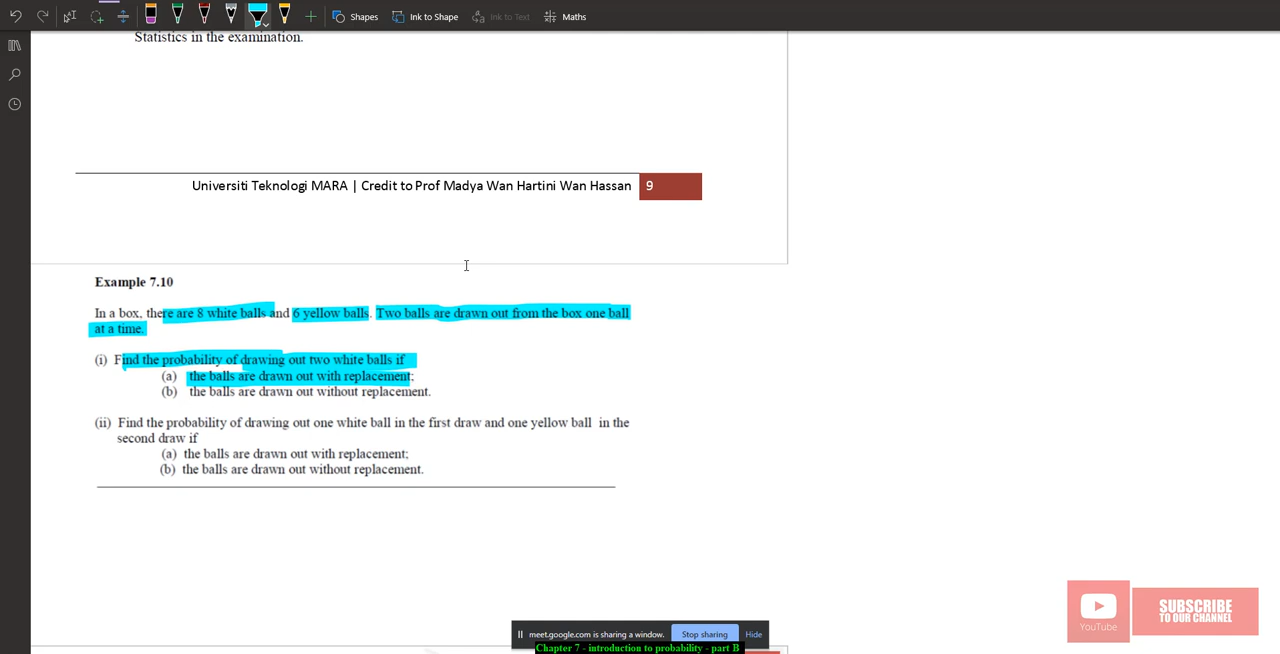 Shapes
Ink to Shape
Ink to Text
Maths
Statistics in the examination.
Universiti Teknologi MARA | Credit to Prof Madya Wan Hartini Wan Hassan 9
Example 7.10
In a box, there are 8 white balls and 6 yellow balls. Two balls are drawn out from the box one ball
at a time.
(i) Find the probability of drawing out two white balls if
(a) the balls are drawn out with replacement;
(b) the balls are drawn out without replacement.
(ii) Find the probability of drawing out one white ball in the first draw and one yellow ball in the
second draw if
(a) the balls are drawn out with replacement;
(b) the balls are drawn out without replacement.
YouTube
SUBSCRIBE
TO OUR CHANNEL
meet.google.com is sharing a window.
Stop sharing
Hide
Chapter 7 - introduction to probability - part B